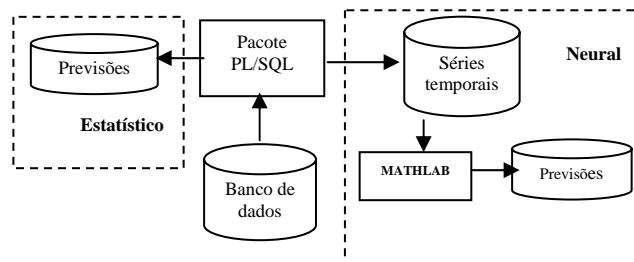 Previsões
Estatístico
Pacote
PL/SQL
Banco de
dados
Séries
temporais
Neural
MATHLAB
Previsões